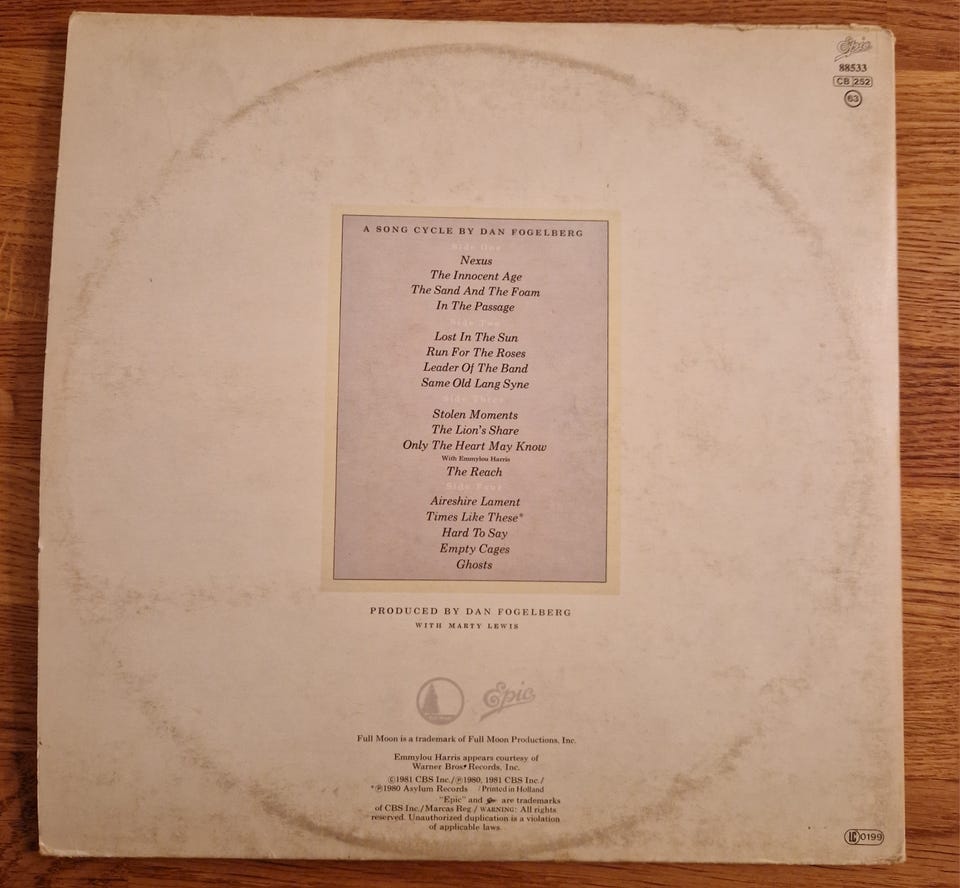 Epic
88533
CB 252
63
A SONG CYCLE BY DAN FOGELBERG
Side One
Nexus
The Innocent Age
The Sand And The Foam
In The Passage
Side Two
Lost In The Sun
Run For The Roses
Leader Of The Band
Same Old Lang Syne
Side Three
Stolen Moments
The Lion's Share
Only The Heart May Know
With Emmylou Harris
The Reach
Side Four
Aireshire Lament
Times Like These*
Hard To Say
Empty Cages
Ghosts
PRODUCED BY DAN FOGELBERG
WITH MARTY LEWIS
Epic
Full Moon is a trademark of Full Moon Productions, Inc.
Emmylou Harris appears courtesy of
Warner Bros. Records, Inc.
©1981 CBS Inc./℗1980, 1981 CBS Inc./
*℗1980 Asylum Records /Printed in Holland
"Epic" and are trademarks
of CBS Inc./Marcas Reg./WARNING: All rights
reserved. Unauthorized duplication is a violation
of applicable laws.
LC 0199